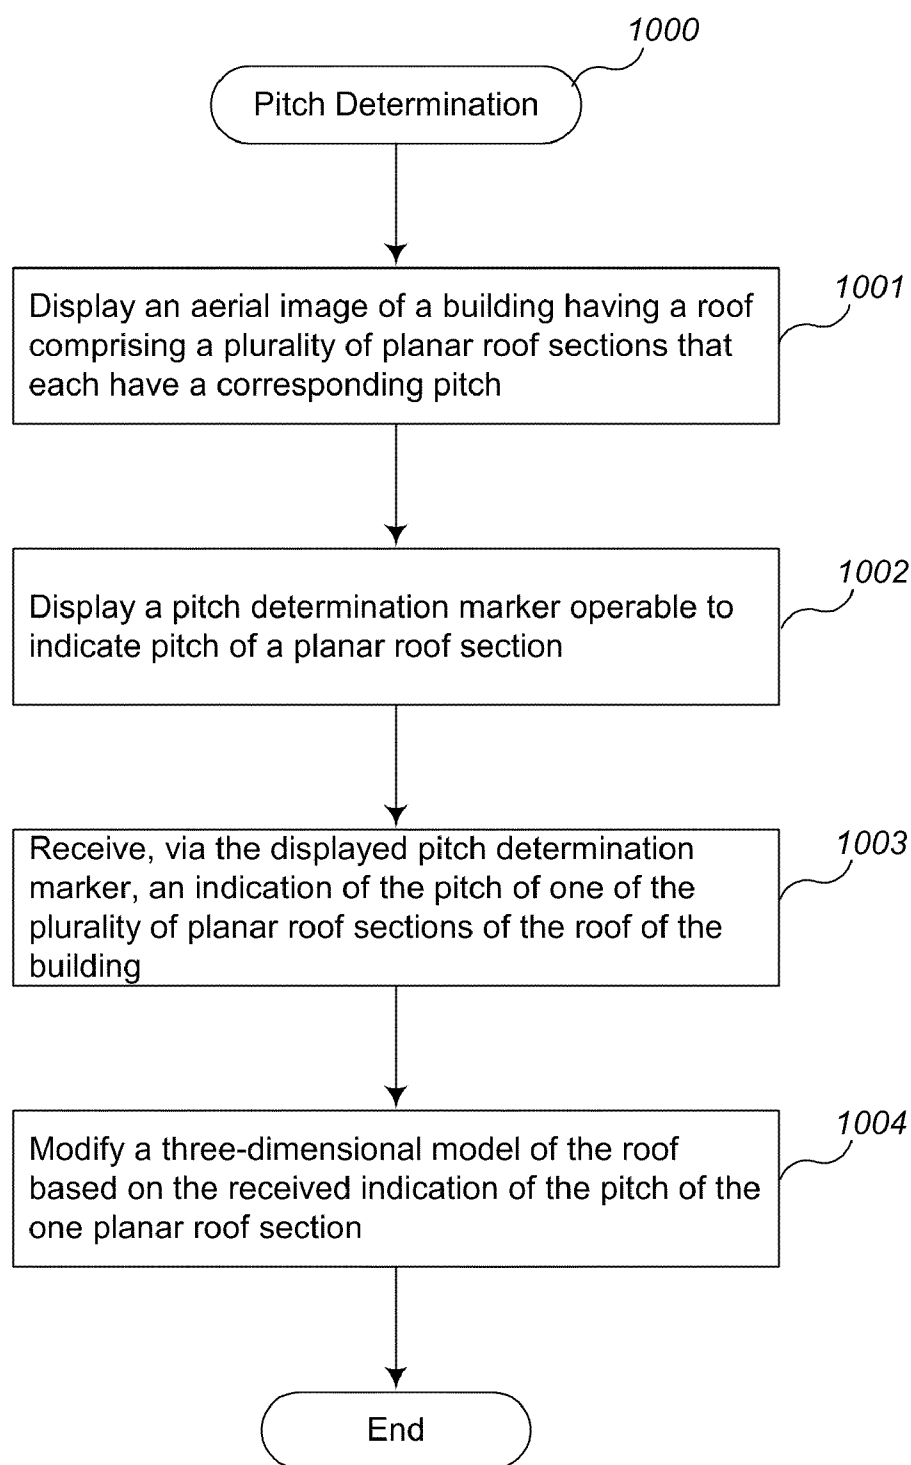 1000
Pitch Determination
1001
Display an aerial image of a building having a roof
comprising a plurality of planar roof sections that
each have a corresponding pitch
1002
Display a pitch determination marker operable to
indicate pitch of a planar roof section
1003
Receive, via the displayed pitch determination
marker, an indication of the pitch of one of the
plurality of planar roof sections of the roof of the
building
1004
Modify a three-dimensional model of the roof
based on the received indication of the pitch of the
one planar roof section
End